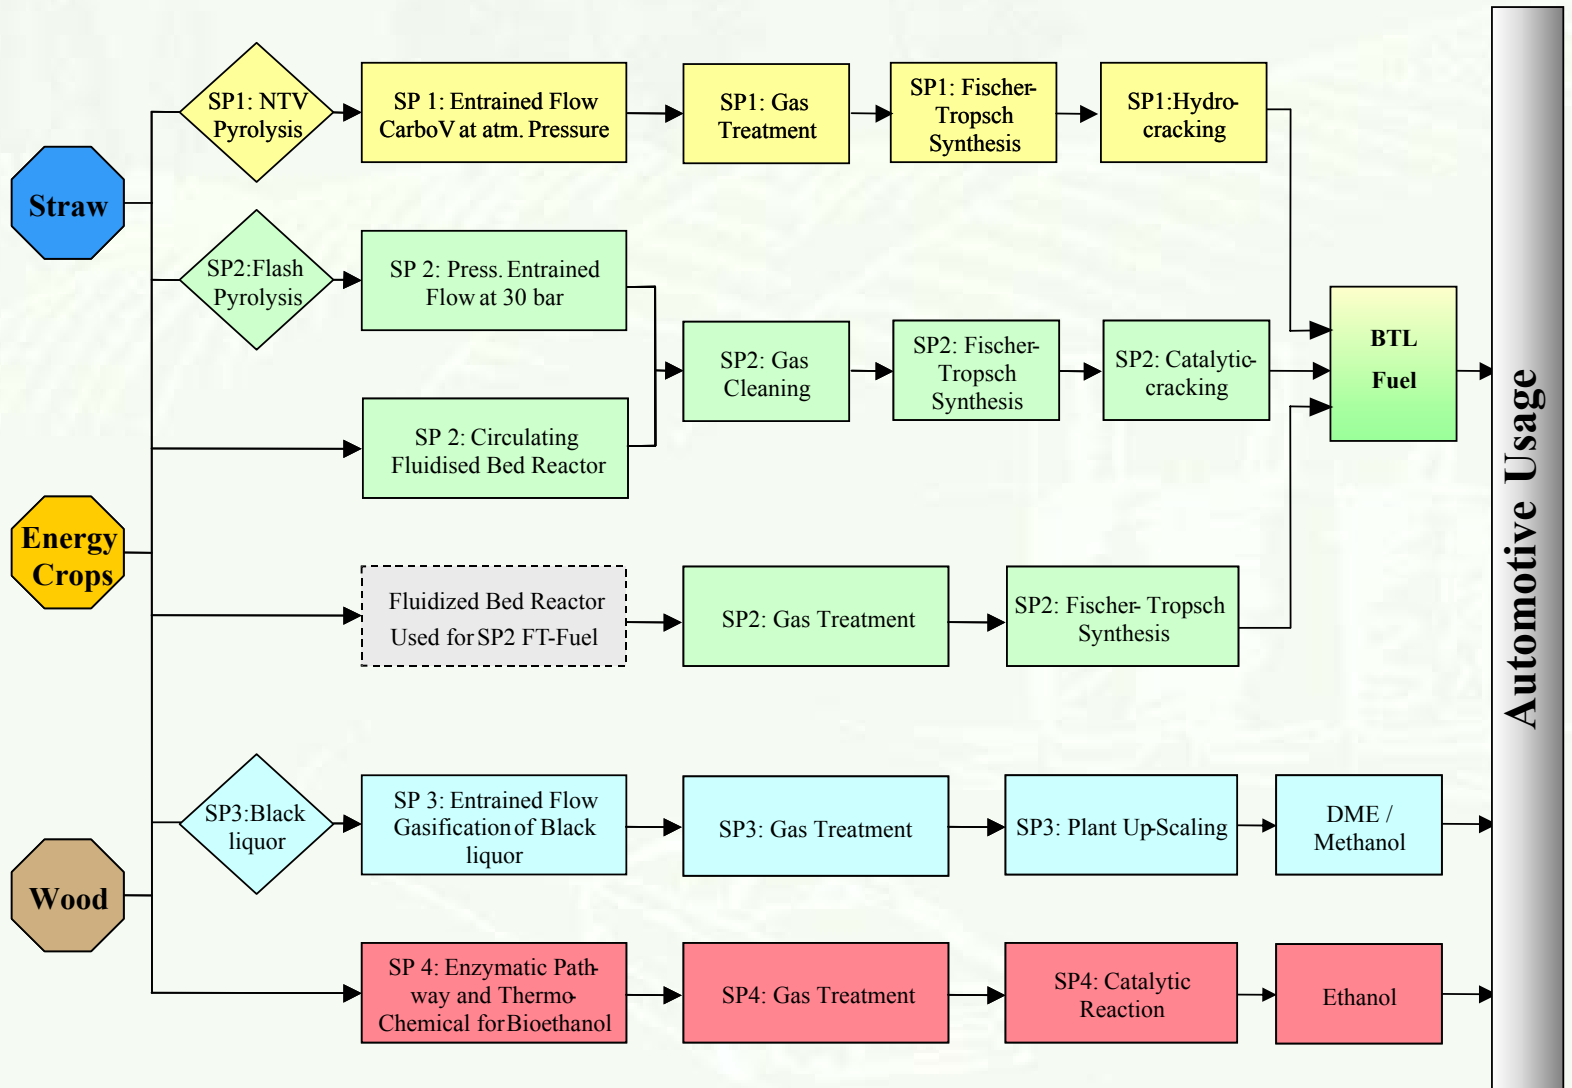 SP1: NTV
Pyrolysis
SP 1: Entrained Flow
CarboV at atm. Pressure
SP1: Gas
Treatment
SP1: Fischer-
Tropsch
Synthesis
SP1:Hydro-
cracking
Straw
SP2:Flash
Pyrolysis
SP 2: Press. Entrained
Flow at 30 bar
SP2: Gas
Cleaning
SP2: Fischer-
Tropsch
Synthesis
SP2: Catalytic-
cracking
BTL
Fuel
SP 2: Circulating
Fluidised Bed Reactor
Energy
Crops
Fluidized Bed Reactor
Used for SP2 FT-Fuel
SP2: Gas Treatment
SP2: Fischer- Tropsch
Synthesis
Automotive Usage
SP3:Black
liquor
SP 3: Entrained Flow
Gasification of Black
liquor
SP3: Gas Treatment
SP3: Plant Up-Scaling
DME /
Methanol
Wood
SP 4: Enzymatic Path-
way and Thermo-
Chemical for Bioethanol
SP4: Gas Treatment
SP4: Catalytic
Reaction
Ethanol